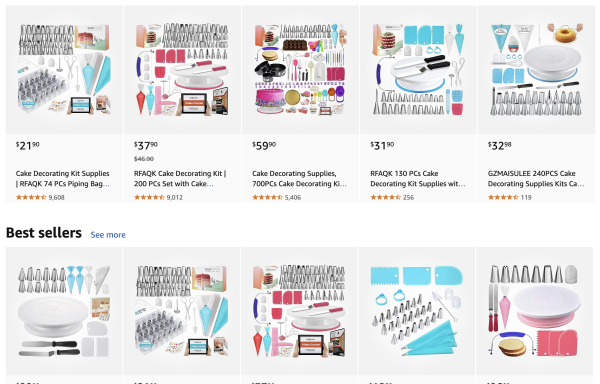 $21.90
$37.90
$46.90
$59.90
$31.90
$32.98
Cake Decorating Kit Supplies
| RFAQK 74 PCs Piping Bag…
RFAQK Cake Decorating Kit |
200 PCs Set with Cake…
Cake Decorating Supplies,
700PCs Cake Decorating Ki…
RFAQK 130 PCs Cake
Decorating Kit Supplies wit…
GZMAISULEE 240PCS Cake
Decorating Supplies Kits Ca…
9,608
9,012
5,406
256
119
Best sellers See more